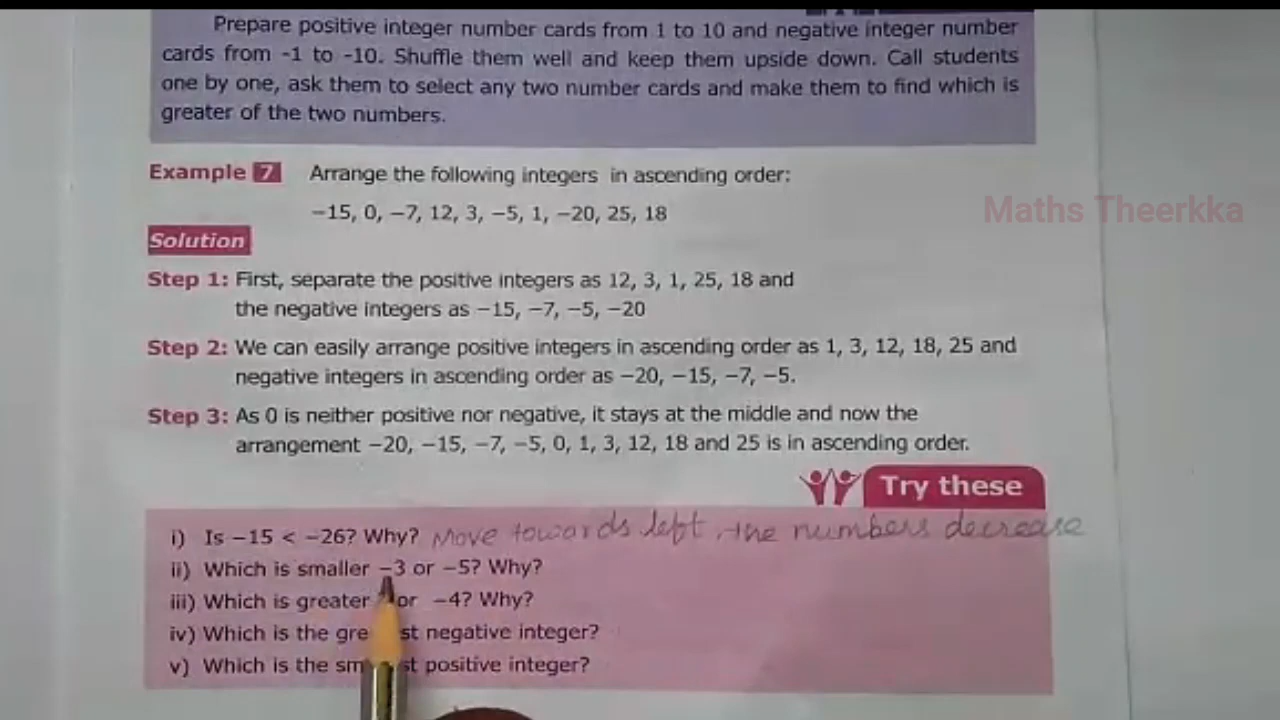 Prepare positive integer number cards from 1 to 10 and negative integer number
cards from -1 to -10. Shuffle them well and keep them upside down. Call students
one by one, ask them to select any two number cards and make them to find which is
greater of the two numbers.
Example 7 Arrange the following integers in ascending order:
−15, 0, −7, 12, 3, −5, 1, −20, 25, 18
Maths Theerkka
Solution
Step 1: First, separate the positive integers as 12, 3, 1, 25, 18 and
the negative integers as −15, −7, −5, −20
Step 2: We can easily arrange positive integers in ascending order as 1, 3, 12, 18, 25 and
negative integers in ascending order as −20, −15, −7, −5.
Step 3: As 0 is neither positive nor negative, it stays at the middle and now the
arrangement −20, −15, −7, −5, 0, 1, 3, 12, 18 and 25 is in ascending order.
Try these
i) Is −15 < −26? Why? Move towards left, the numbers decrease
ii) Which is smaller −3 or −5? Why?
iii) Which is greater or −4? Why?
iv) Which is the negative integer?
v) Which is the positive integer?